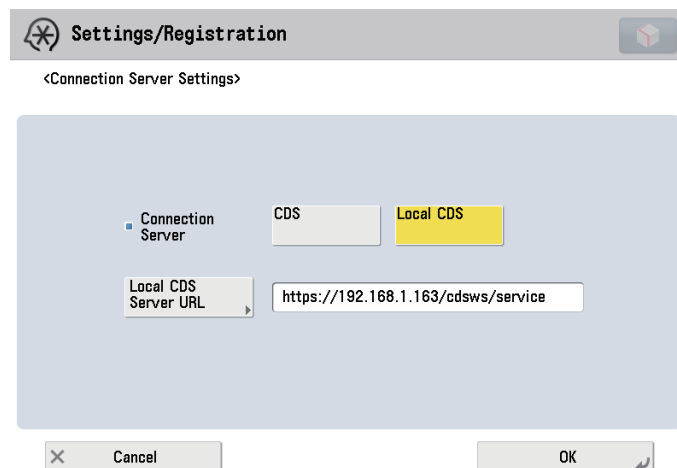 Settings/Registration
<Connection Server Settings>
Connection
Server
CDS
Local CDS
Local CDS
Server URL
https://192.168.1.163/cdsws/service
Cancel
OK